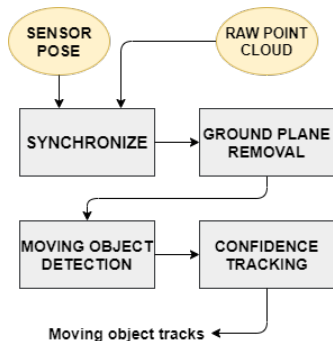 SENSOR
POSE
RAW POINT
CLOUD
SYNCHRONIZE
GROUND PLANE
REMOVAL
MOVING OBJECT
DETECTION
CONFIDENCE
TRACKING
Moving object tracks